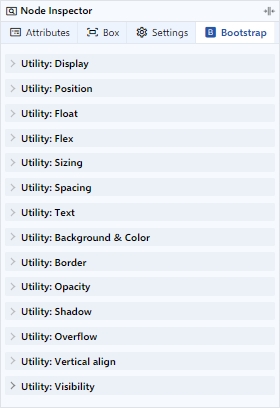 Node Inspector
Attributes Box Settings B Bootstrap
Utility: Display
Utility: Position
Utility: Float
Utility: Flex
Utility: Sizing
Utility: Spacing
Utility: Text
Utility: Background & Color
Utility: Border
Utility: Opacity
Utility: Shadow
Utility: Overflow
Utility: Vertical align
Utility: Visibility